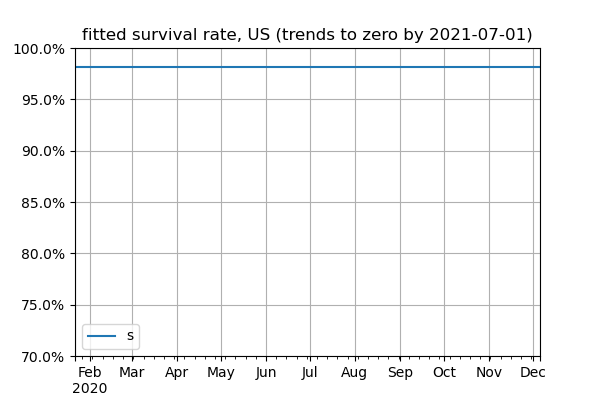 fitted survival rate, US (trends to zero by 2021-07-01)
100.0%
95.0%
90.0%
85.0%
80.0%
75.0%
70.0%
s
Feb Mar Apr May Jun Jul Aug Sep Oct Nov Dec
2020